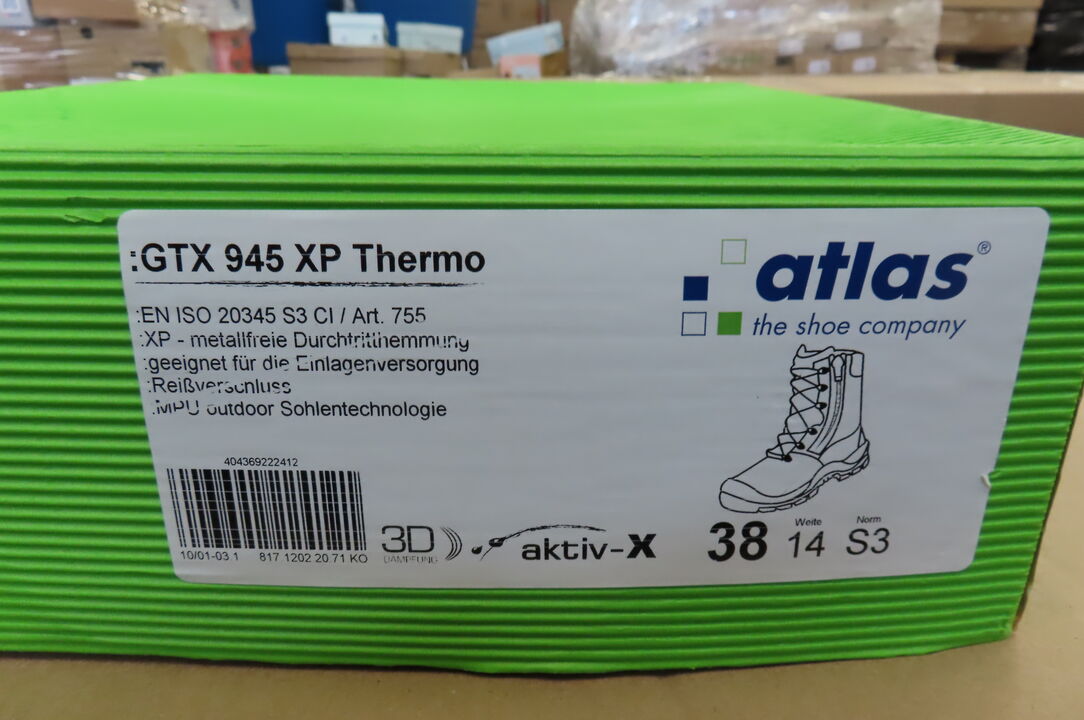 :GTX 945 XP Thermo
:EN ISO 20345 S3 CI / Art. 755
:XP - metallfreie Durchtritthemmung
:geeignet für die Einlagenversorgung
:Reißverschluss
:MPU outdoor Sohlentechnologie
404369222412
10/01-03.1 817 1202 20 71 KO
3D
DÄMPFUNG
aktiv-X
atlas®
the shoe company
38
Weite
14
Norm
S3